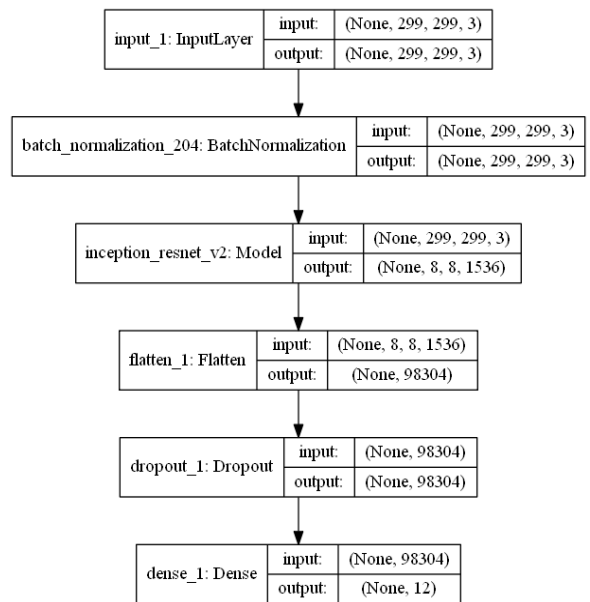 input_1: InputLayer
input: (None, 299, 299, 3)
output: (None, 299, 299, 3)
batch_normalization_204: BatchNormalization
input: (None, 299, 299, 3)
output: (None, 299, 299, 3)
inception_resnet_v2: Model
input: (None, 299, 299, 3)
output: (None, 8, 8, 1536)
flatten_1: Flatten
input: (None, 8, 8, 1536)
output: (None, 98304)
dropout_1: Dropout
input: (None, 98304)
output: (None, 98304)
dense_1: Dense
input: (None, 98304)
output: (None, 12)